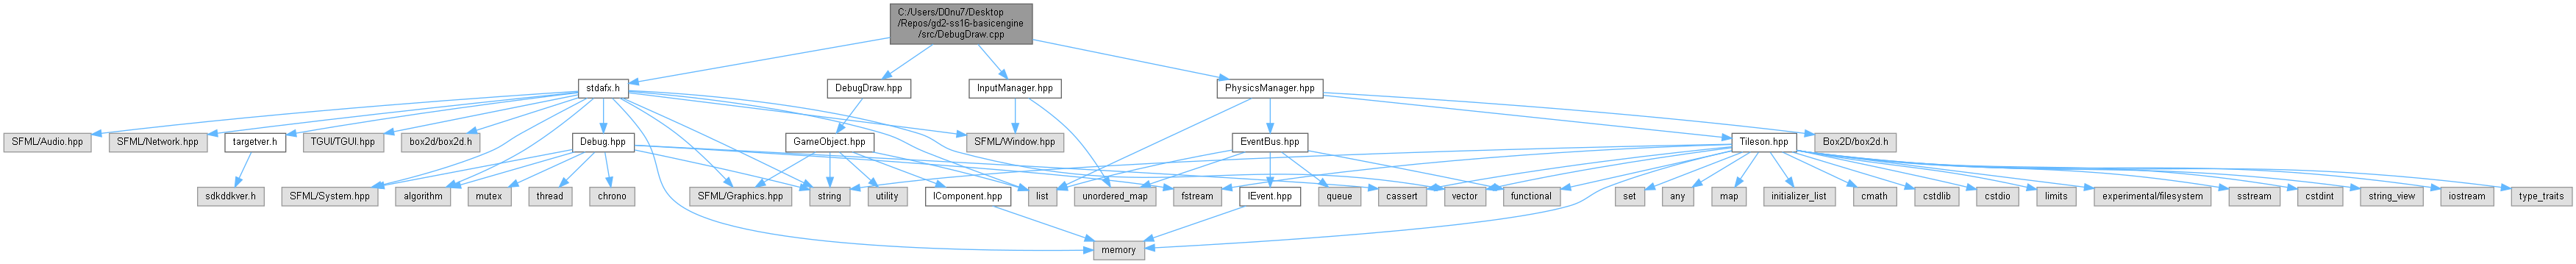 C:/Users/D0nu7/Desktop
/Repos/gd2-ss16-basicengine
/src/DebugDraw.cpp
stdafx.h
DebugDraw.hpp
InputManager.hpp
PhysicsManager.hpp
SFML/Audio.hpp
SFML/Network.hpp
targetver.h
TGUI/TGUI.hpp
box2d/box2d.h
Debug.hpp
GameObject.hpp
SFML/Window.hpp
EventBus.hpp
Tileson.hpp
Box2D/box2d.h
sdkddkver.h
SFML/System.hpp
algorithm
mutex
thread
chrono
SFML/Graphics.hpp
string
utility
IComponent.hpp
list
unordered_map
fstream
IEvent.hpp
queue
cassert
vector
functional
set
any
map
initializer_list
cmath
cstdlib
cstdio
limits
experimental/filesystem
sstream
cstdint
string_view
iostream
type_traits
memory